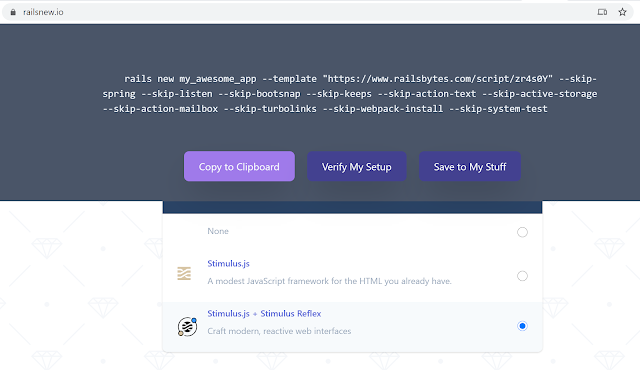 railsnew.io
rails new my_awesome_app --template "https://www.railsbytes.com/script/zr4s0Y" --skip-
spring --skip-listen --skip-bootsnap --skip-keeps --skip-action-text --skip-active-storage
--skip-action-mailbox --skip-turbolinks --skip-webpack-install --skip-system-test
Copy to Clipboard Verify My Setup Save to My Stuff
None
Stimulus.js
A modest JavaScript framework for the HTML you already have.
Stimulus.js + Stimulus Reflex
Craft modern, reactive web interfaces